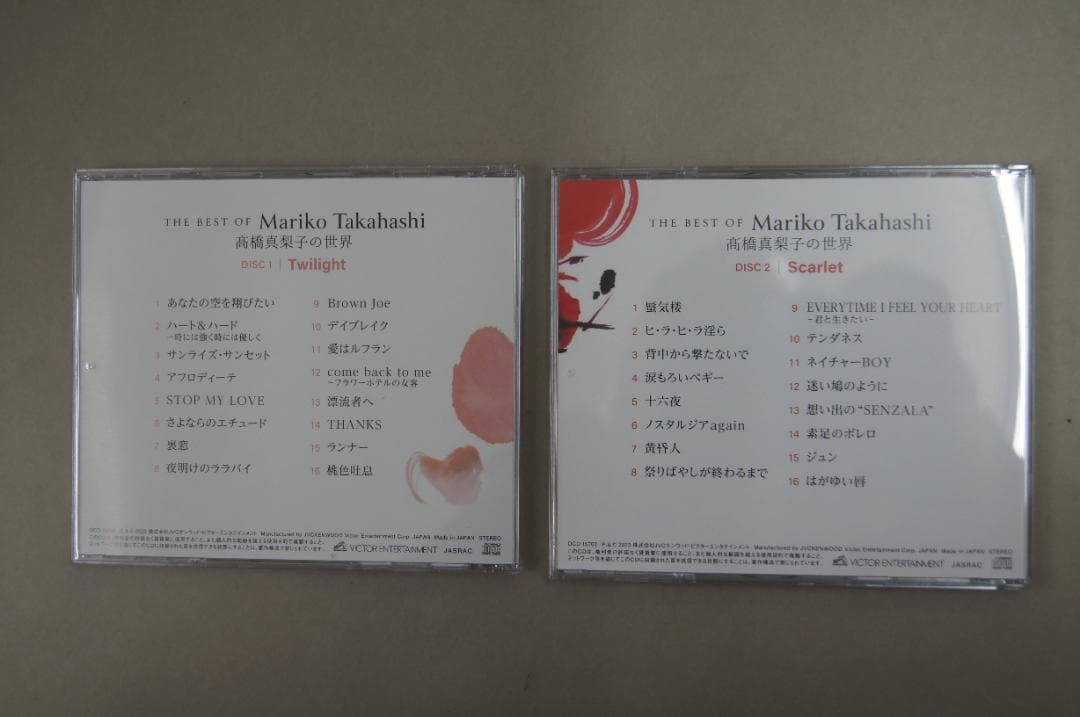 THE BEST OF Mariko Takahashi
髙橋真梨子の世界
DISC 1 | Twilight
1 あなたの空を翔びたい
2 ハート&ハード
〜時には強く時には優しく
3 サンライズ・サンセット
4 アフロディーテ
5 STOP MY LOVE
6 さよならのエチュード
7 裏窓
8 夜明けのララバイ
9 Brown Joe
10 デイブレイク
11 愛はルフラン
12 come back to me
〜フラワーホテルの女客
13 漂流者へ
14 THANKS
15 ランナー
16 桃色吐息
Manufactured by JVCKENWOOD Victor Entertainment Corp. JAPAN Made in JAPAN STEREO
VICTOR ENTERTAINMENT JASRAC
THE BEST OF Mariko Takahashi
髙橋真梨子の世界
DISC 2 | Scarlet
1 蜃気楼
2 ヒ・ラ・ヒ・ラ淫ら
3 背中から撃たないで
4 涙もろいペギー
5 十六夜
6 ノスタルジアagain
7 黄昏人
8 祭りばやしが終わるまで
9 EVERYTIME I FEEL YOUR HEART
−君と生きたい−
10 テンダネス
11 ネイチャーBOY
12 迷い鳩のように
13 想い出の“SENZALA”
14 素足のボレロ
15 ジュン
16 はがゆい唇
Manufactured by JVCKENWOOD Victor Entertainment Corp. JAPAN Made in JAPAN STEREO
VICTOR ENTERTAINMENT JASRAC